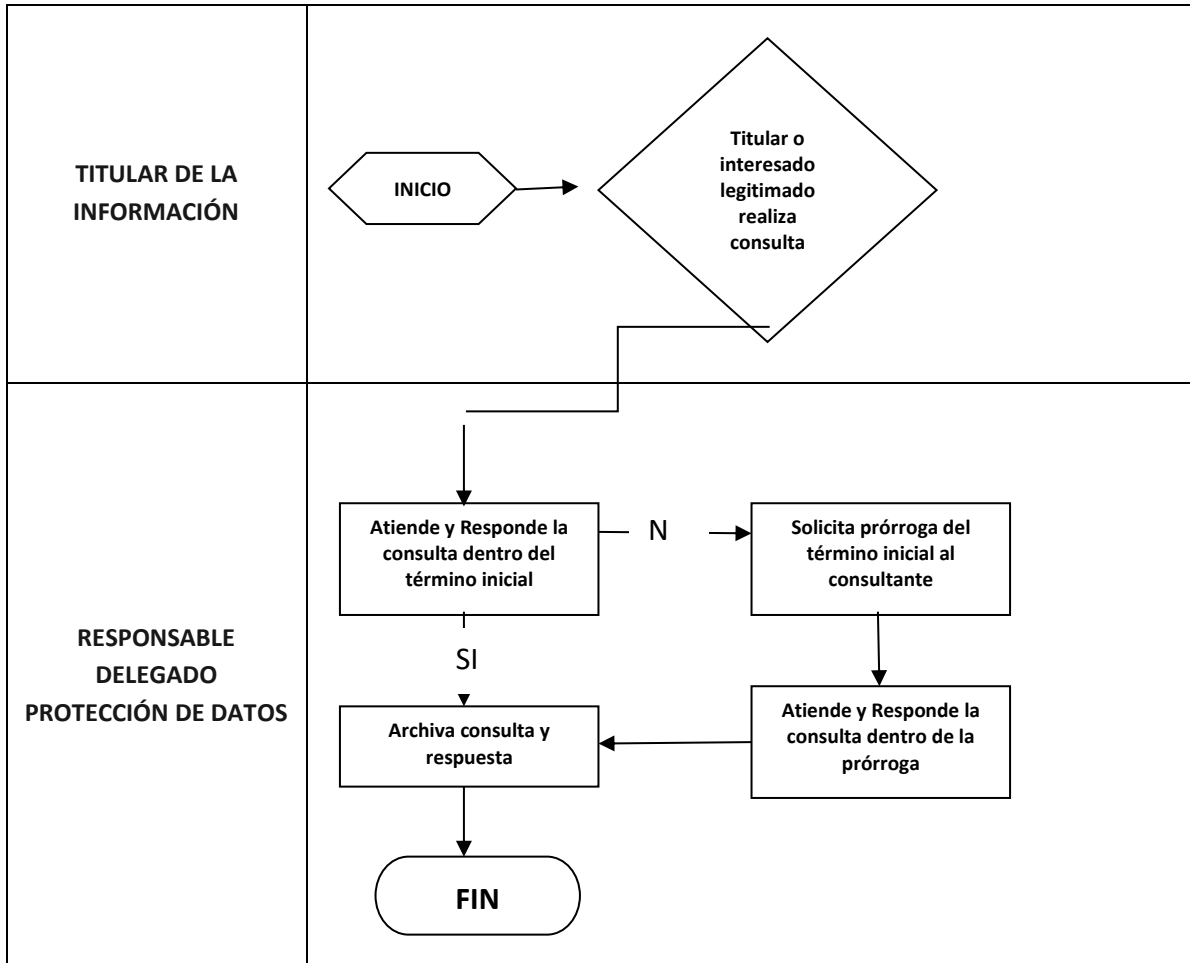 TITULAR DE LA
INFORMACIÓN
INICIO
Titular o
interesado
legitimado
realiza
consulta
RESPONSABLE
DELEGADO
PROTECCIÓN DE DATOS
Atiende y Responde la
consulta dentro del
término inicial
N
Solicita prórroga del
término inicial al
consultante
SI
Atiende y Responde la
consulta dentro de la
prórroga
Archiva consulta y
respuesta
FIN